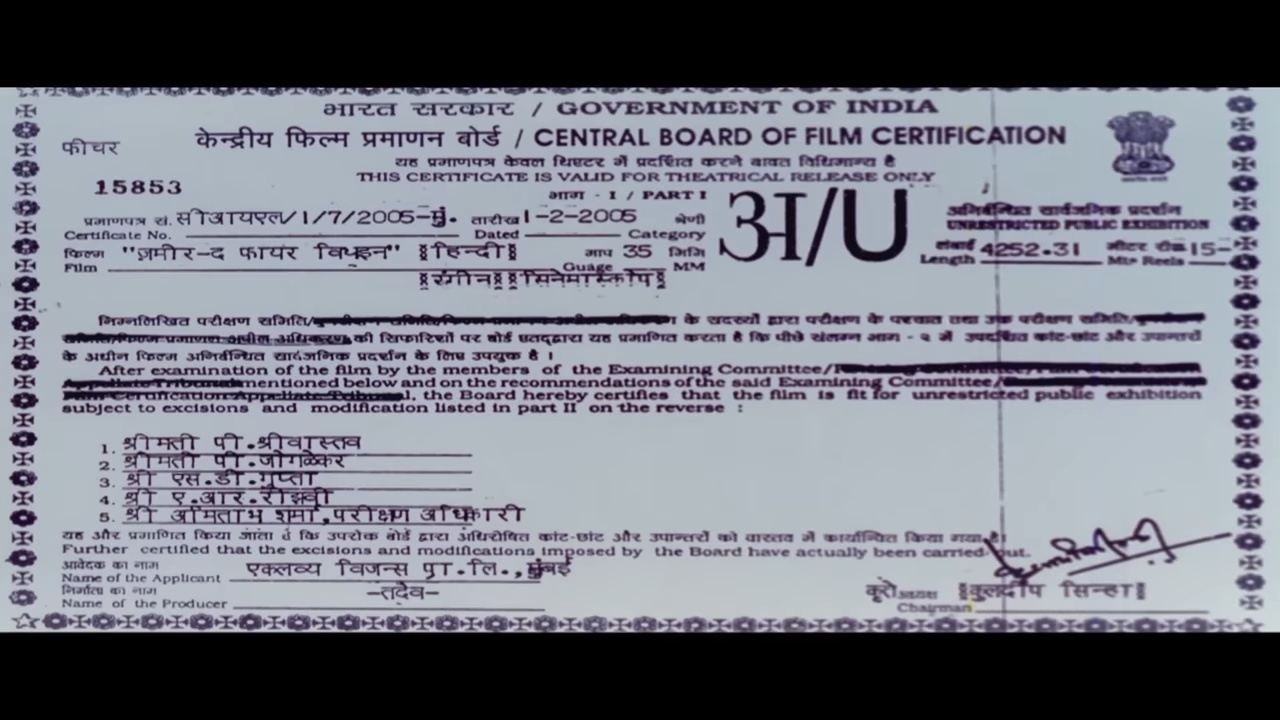 भारत सरकार / GOVERNMENT OF INDIA
केन्द्रीय फिल्म प्रमाणन बोर्ड / CENTRAL BOARD OF FILM CERTIFICATION
फीचर
यह प्रमाणपत्र केवल थिएटर में प्रदर्शित करने बाबत विधिमान्य है
THIS CERTIFICATE IS VALID FOR THEATRICAL RELEASE ONLY
15853
भाग - I / PART I
प्रमाणपत्र सं. सीआयएल/1/7/2005-मुं. तारीख 1-2-2005 श्रेणी
Certificate No. Dated Category
अ/U
अनिर्बन्धित सार्वजनिक प्रदर्शन
UNRESTRICTED PUBLIC EXHIBITION
फिल्म "ज़मीर-द फायर विथइन" [हिन्दी] माप 35 मिमि
Film Guage MM
[रंगीन] [सिनेमास्कोप]
लंबाई 4252.31 मीटर रील 15-
Length Mtr Reels
निम्नलिखित परीक्षण समिति/ के सदस्यों द्वारा परीक्षण के पश्चात तथा उक्त परीक्षण समिति/
की सिफारिशों पर बोर्ड एतद्द्वारा यह प्रमाणित करता है कि पीछे संलग्न भाग - २ में उपदर्शित कांट-छांट और उपान्तरों
के अधीन फिल्म अनिर्बन्धित सार्वजनिक प्रदर्शन के लिए उपयुक्त है ।
After examination of the film by the members of the Examining Committee/
mentioned below and on the recommendations of the said Examining Committee/
the Board hereby certifies that the film is fit for unrestricted public exhibition
subject to excisions and modification listed in part II on the reverse :
1. श्रीमती पी.श्रीवास्तव
2. श्रीमती पी.जोगळेकर
3. श्री एस.डी.गुप्ता
4. श्री ए.आर.रीझवी
5. श्री अमिताभ शर्मा,परीक्षण अधिकारी
यह और प्रमाणित किया जाता है कि उपरोक्त बोर्ड द्वारा अधिरोपित कांट-छांट और उपान्तरों को वास्तव में कार्यान्वित किया गया है
Further certified that the excisions and modifications imposed by the Board have actually been carried out.
आवेदक का नाम एकलव्य विजन्स प्रा.लि.,मुंबई
Name of the Applicant
निर्माता का नाम -तदैव-
Name of the Producer
कृते अध्यक्ष [कुलदीप सिन्हा]
Chairman